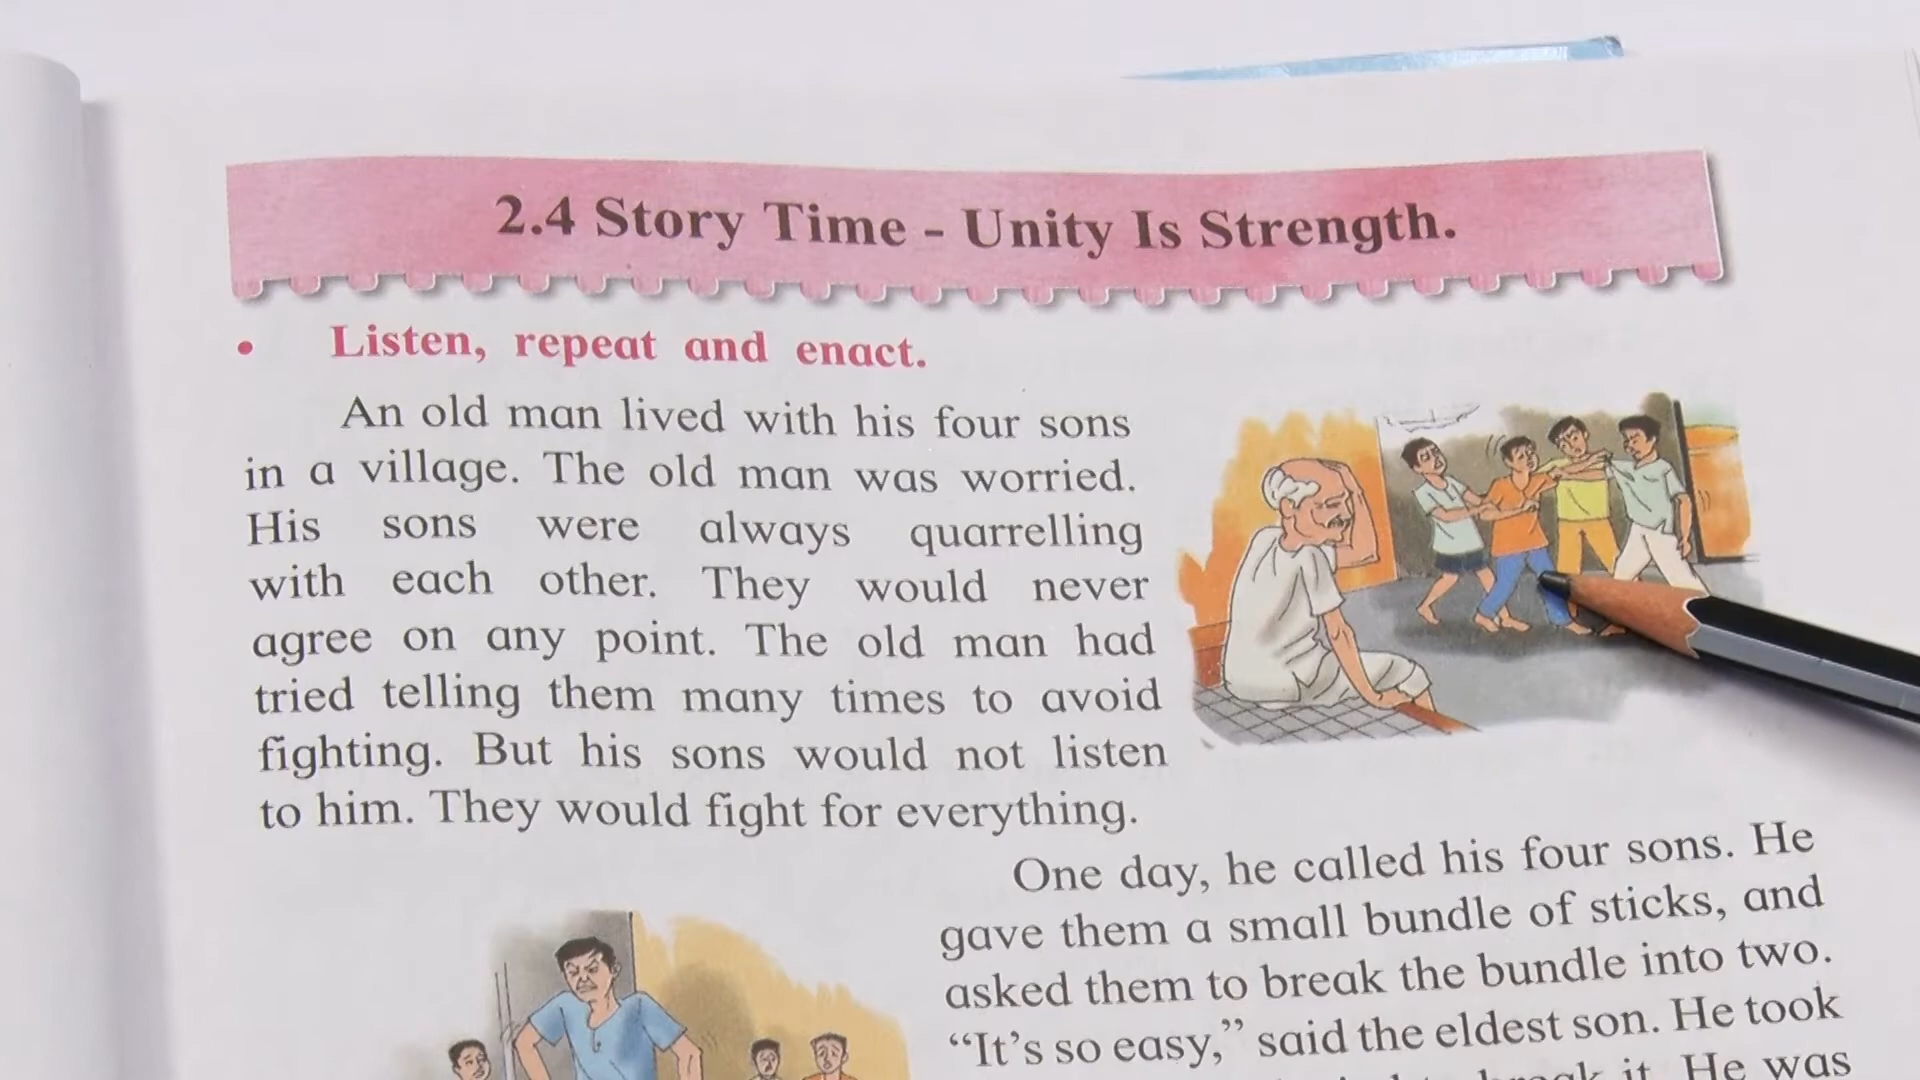 2.4 Story Time - Unity Is Strength.
• Listen, repeat and enact.
An old man lived with his four sons
in a village. The old man was worried.
His sons were always quarrelling
with each other. They would never
agree on any point. The old man had
tried telling them many times to avoid
fighting. But his sons would not listen
to him. They would fight for everything.
One day, he called his four sons. He
gave them a small bundle of sticks, and
asked them to break the bundle into two.
“It’s so easy,” said the eldest son. He took
break it. He was